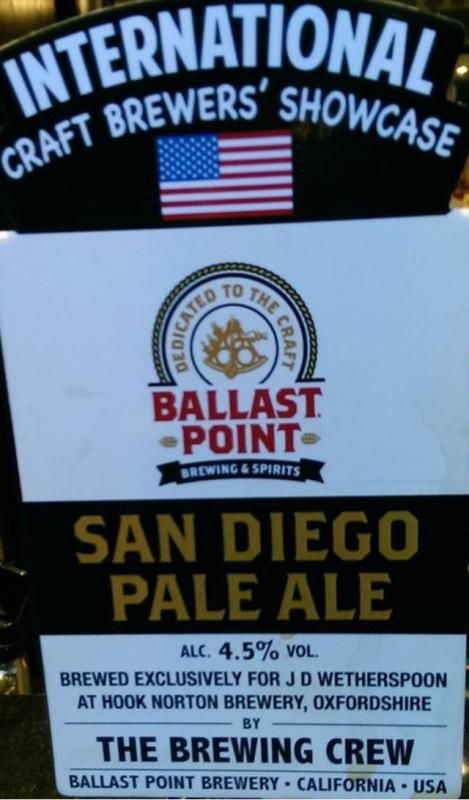 INTERNATIONAL
CRAFT BREWERS' SHOWCASE
DEDICATED TO THE CRAFT
BALLAST
POINT
BREWING & SPIRITS
SAN DIEGO
PALE ALE
ALC. 4.5% VOL.
BREWED EXCLUSIVELY FOR J D WETHERSPOON
AT HOOK NORTON BREWERY, OXFORDSHIRE
BY
THE BREWING CREW
BALLAST POINT BREWERY • CALIFORNIA • USA